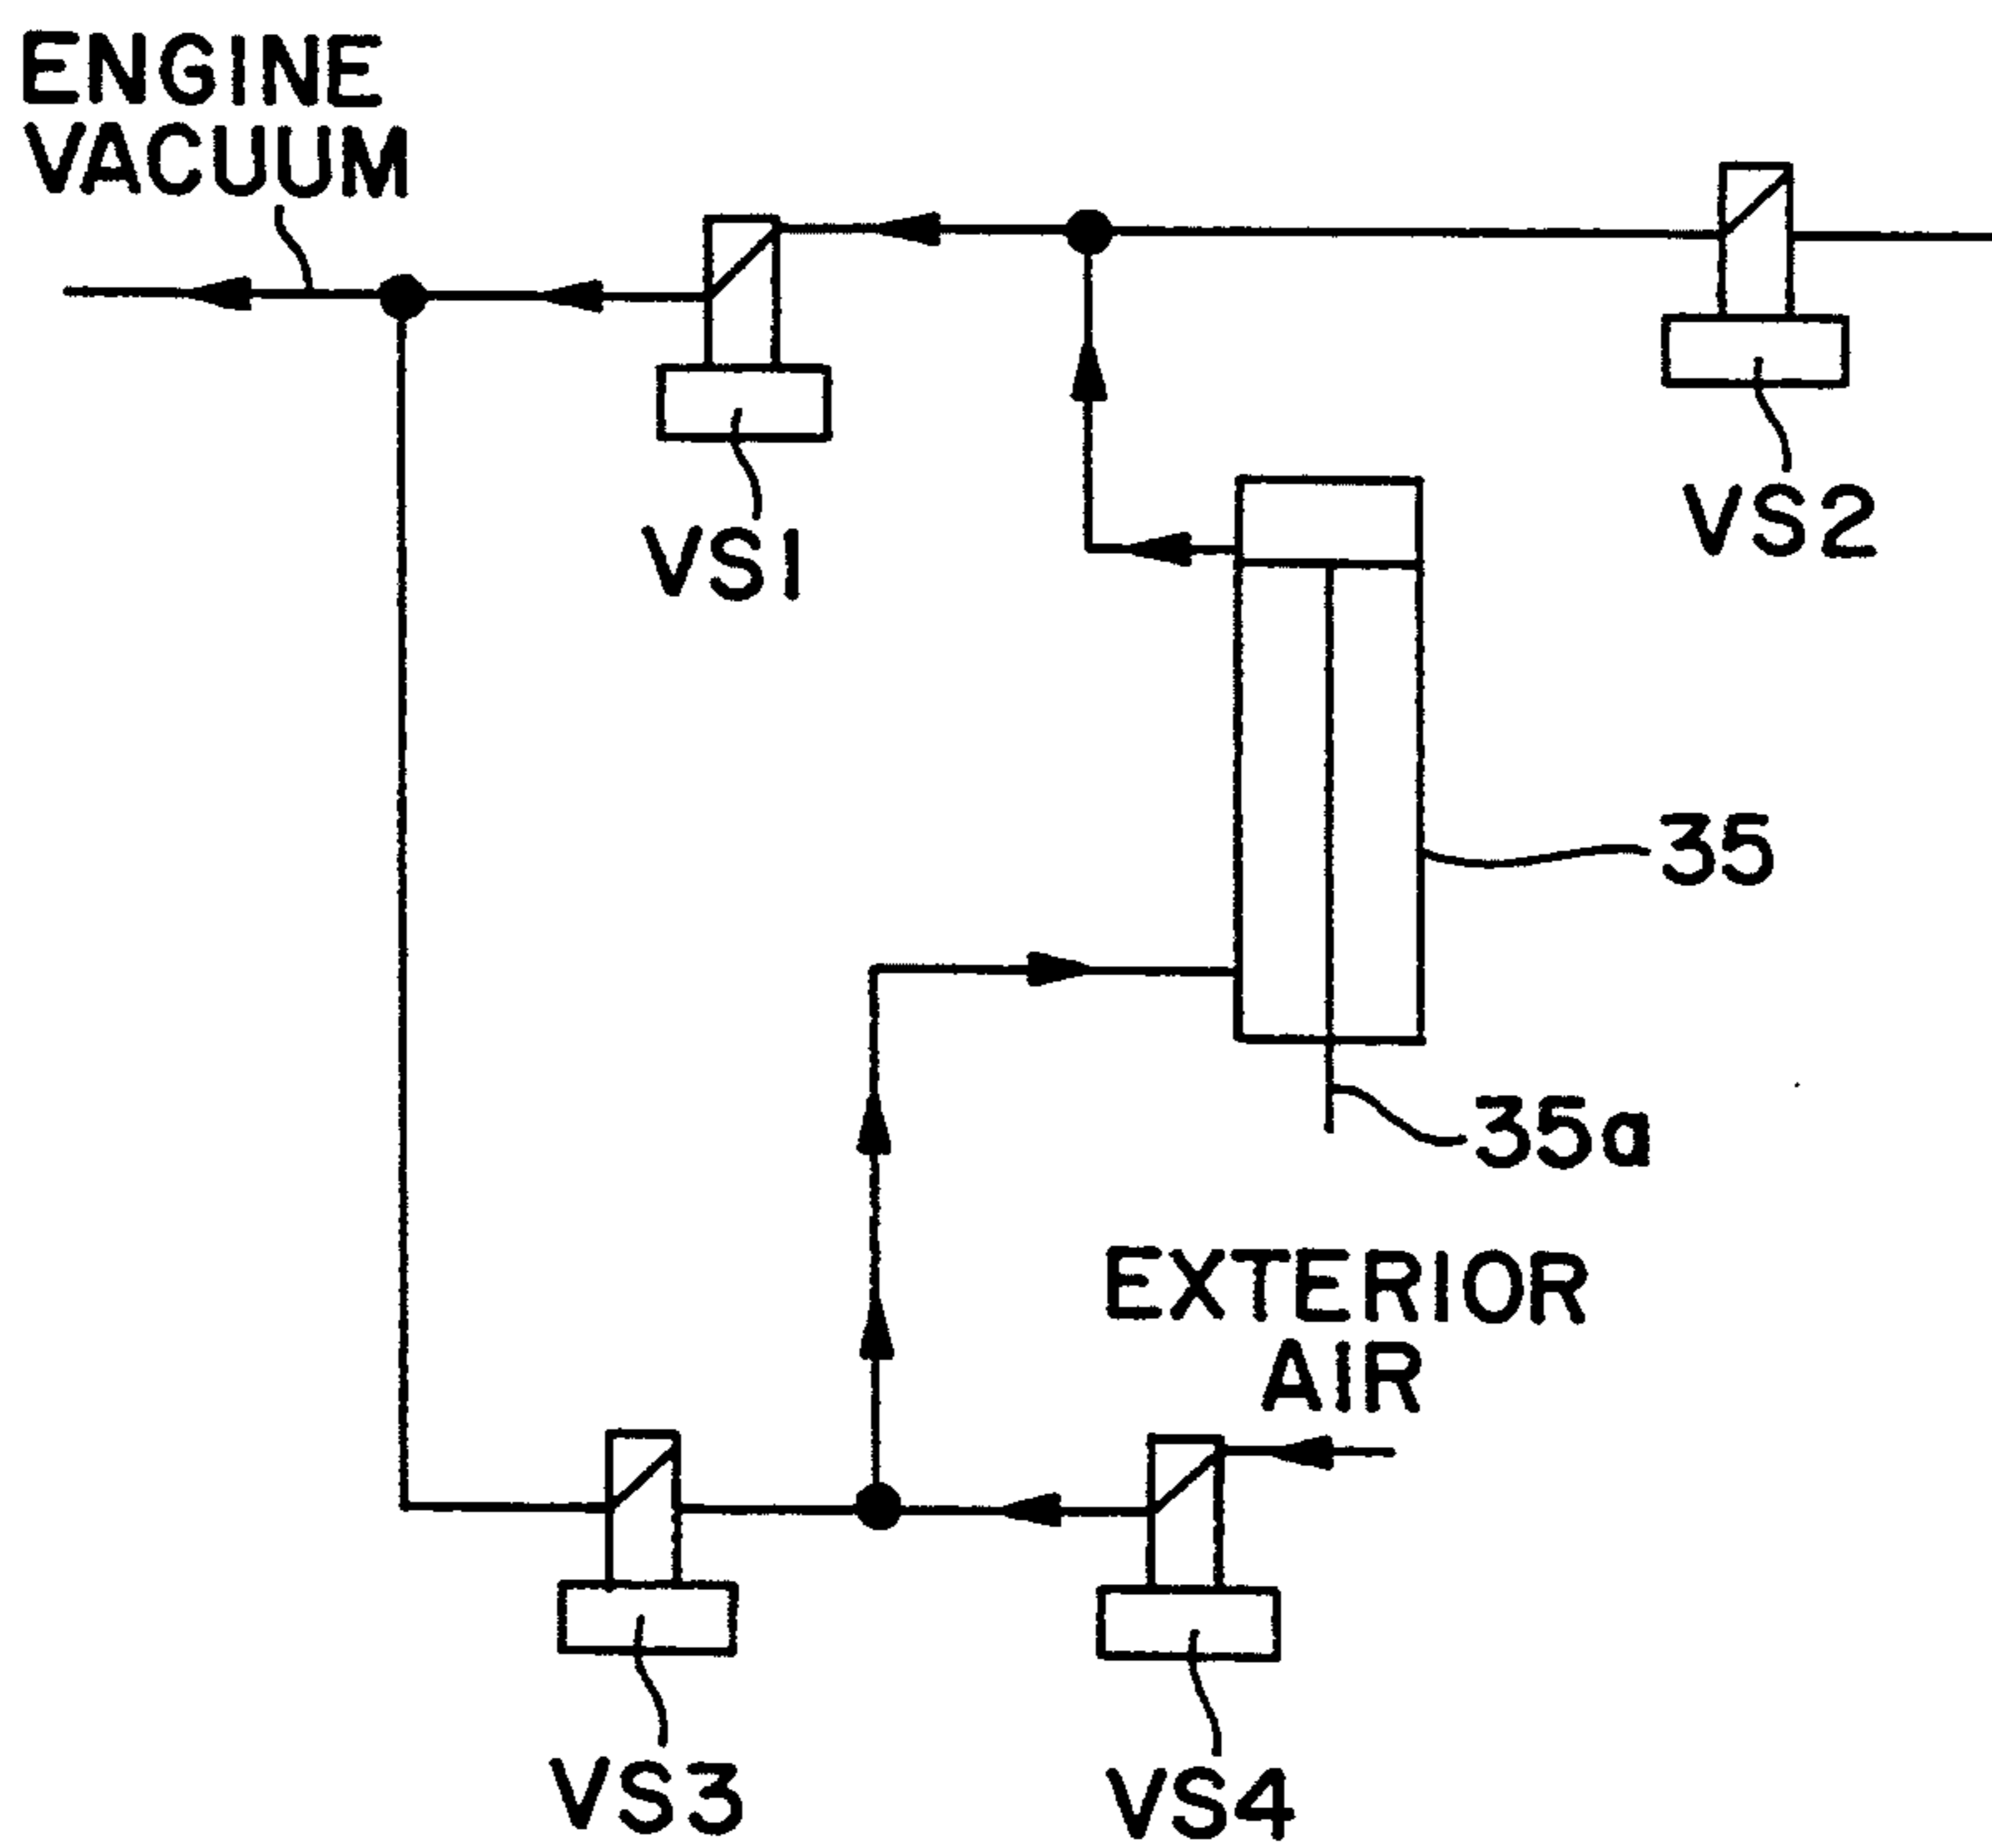 ENGINE
VACUUM
VS1
VS2
35
35a
EXTERIOR
AIR
VS3
VS4